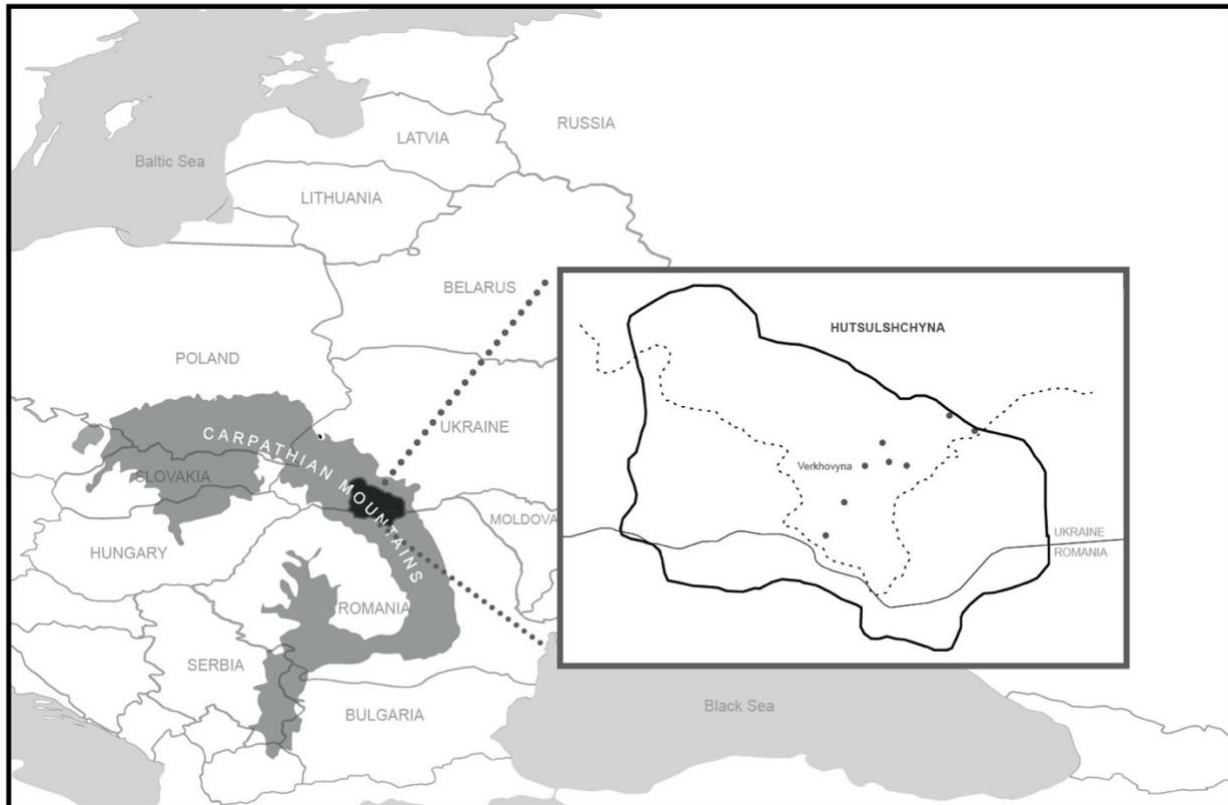 RUSSIA
LATVIA
Baltic Sea
LITHUANIA
BELARUS
HUTSULSHCHYNA
POLAND
UKRAINE
CARPATHIAN MOUNTAINS
Verkhovyna
SLOVAKIA
MOLDOVA
UKRAINE
ROMANIA
HUNGARY
ROMANIA
SERBIA
Black Sea
BULGARIA